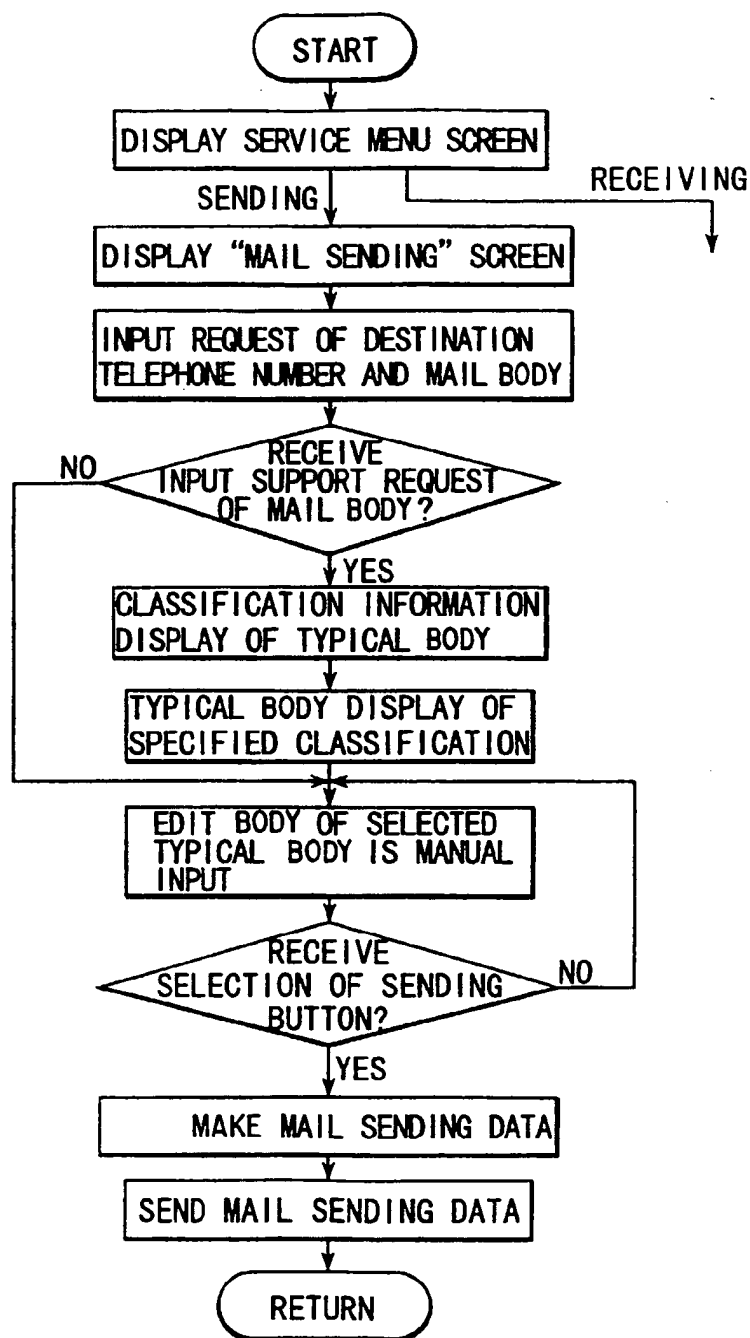 START
DISPLAY SERVICE MENU SCREEN
RECEIVING
SENDING
DISPLAY “MAIL SENDING” SCREEN
INPUT REQUEST OF DESTINATION
TELEPHONE NUMBER AND MAIL BODY
RECEIVE
NO
INPUT SUPPORT REQUEST
OF MAIL BODY?
YES
CLASSIFICATION INFORMATION
DISPLAY OF TYPICAL BODY
TYPICAL BODY DISPLAY OF
SPECIFIED CLASSIFICATION
EDIT BODY OF SELECTED
TYPICAL BODY IS MANUAL
INPUT
RECEIVE
SELECTION OF SENDING
NO
BUTTON?
YES
MAKE MAIL SENDING DATA
SEND MAIL SENDING DATA
RETURN